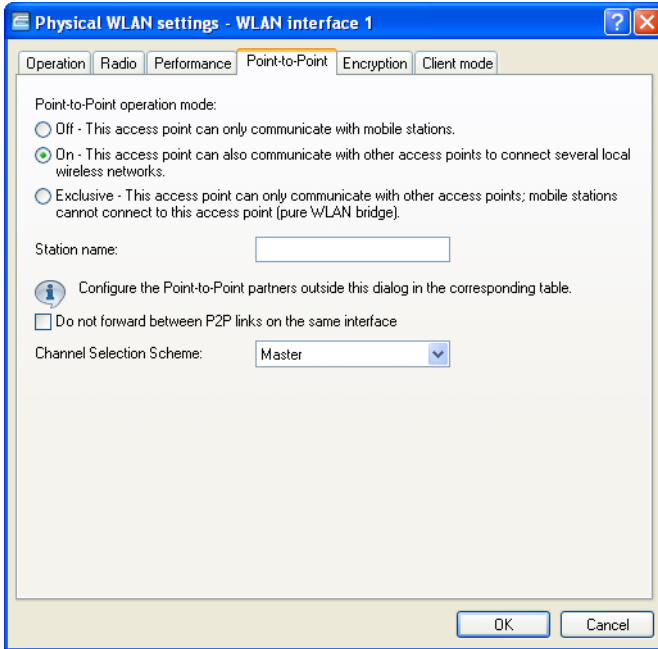 Physical WLAN settings - WLAN interface 1
Operation Radio Performance Point-to-Point Encryption Client mode
Point-to-Point operation mode:
Off - This access point can only communicate with mobile stations.
On - This access point can also communicate with other access points to connect several local
wireless networks.
Exclusive - This access point can only communicate with other access points; mobile stations
cannot connect to this access point (pure WLAN bridge).
Station name:
Configure the Point-to-Point partners outside this dialog in the corresponding table.
Do not forward between P2P links on the same interface
Channel Selection Scheme: Master
OK Cancel